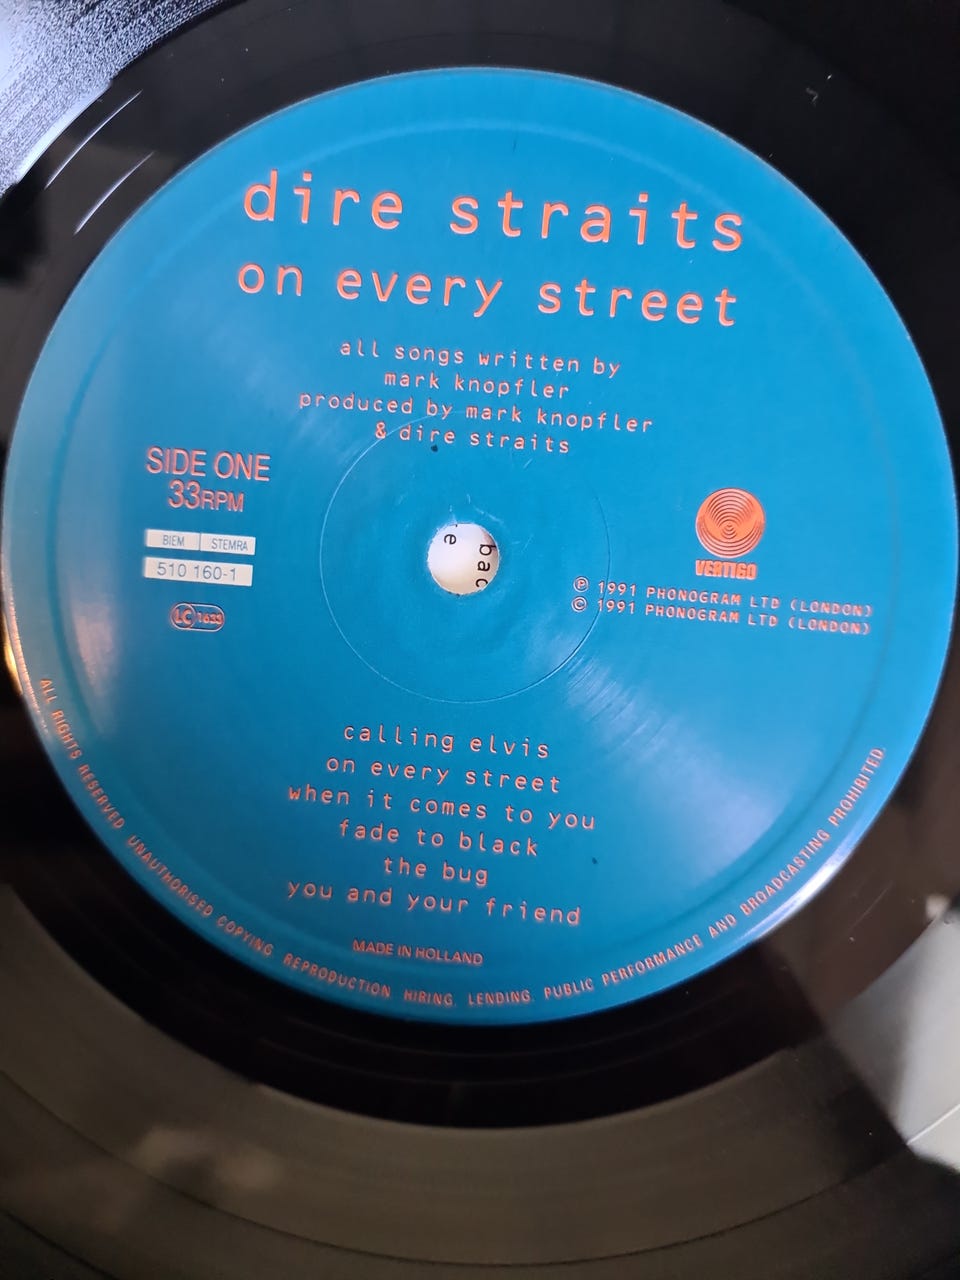 dire straits
on every street
all songs written by
mark knopfler
produced by mark knopfler
& dire straits
SIDE ONE
33RPM
BIEM STEMRA
510 160-1
LC 1633
VERTIGO
℗ 1991 PHONOGRAM LTD (LONDON)
© 1991 PHONOGRAM LTD (LONDON)
calling elvis
on every street
when it comes to you
fade to black
the bug
you and your friend
MADE IN HOLLAND
ALL RIGHTS RESERVED UNAUTHORISED COPYING REPRODUCTION HIRING, LENDING, PUBLIC PERFORMANCE AND BROADCASTING PROHIBITED.